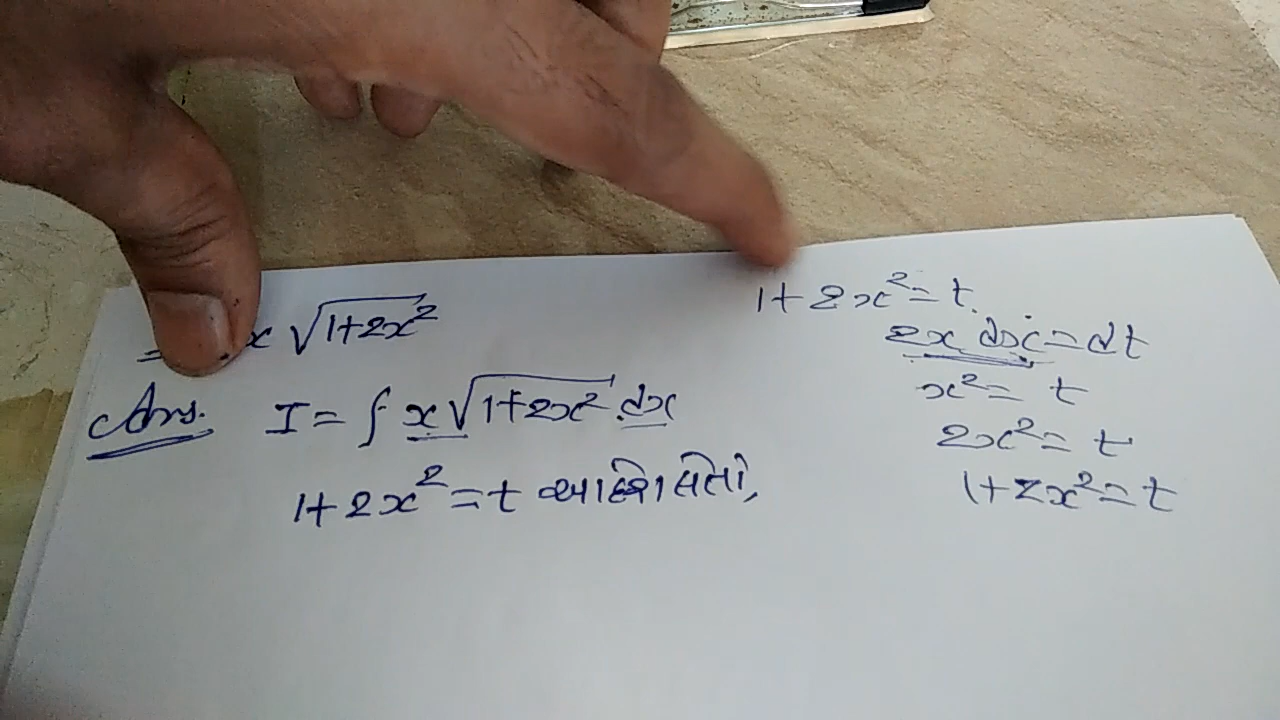 = x √1+2x²
Ans. I = ∫ x √1+2x² .dx
1+2x² = t આદેશ લેતાં,
1+2x² = t.
2x dx = dt
x² = t
2x² = t
1+2x² = t